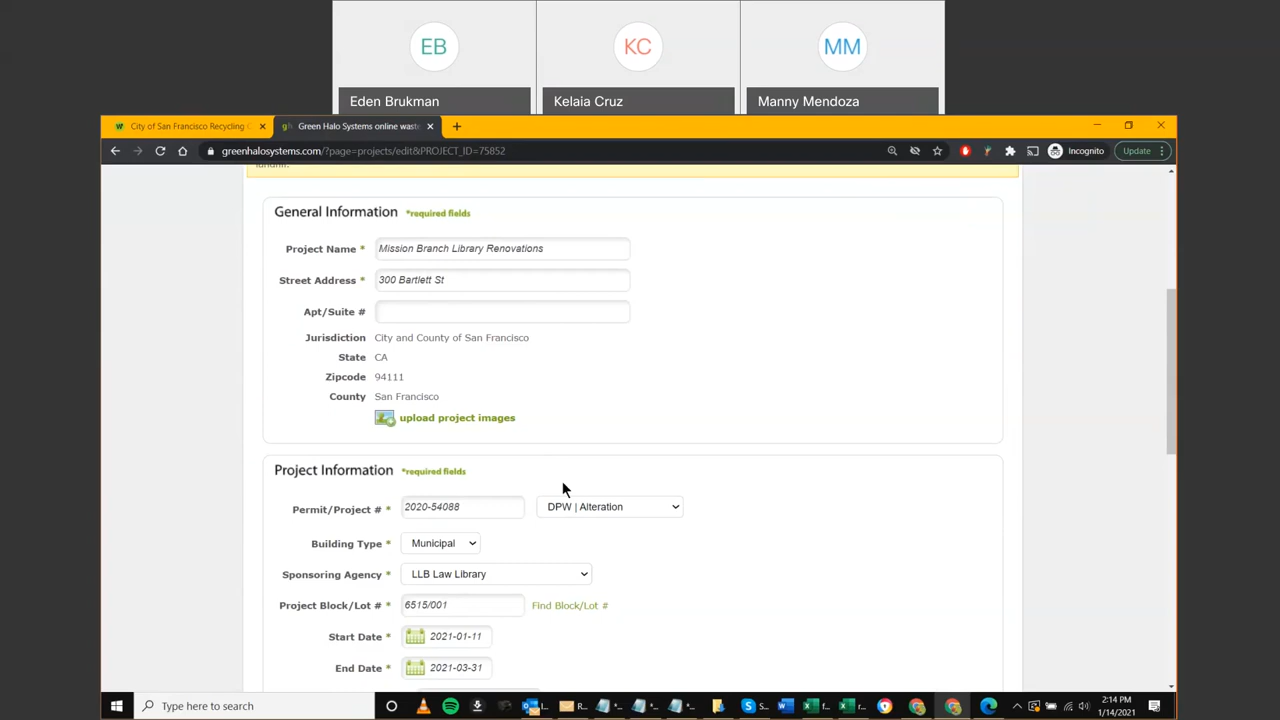 EB
KC
MM
Eden Brukman
Kelaia Cruz
Manny Mendoza
City of San Francisco Recycling
Green Halo Systems online waste
greenhalosystems.com/?page=projects/edit&PROJECT_ID=75852
Incognito
Update
General Information *required fields
Project Name * Mission Branch Library Renovations
Street Address * 300 Bartlett St
Apt/Suite #
Jurisdiction City and County of San Francisco
State CA
Zipcode 94111
County San Francisco
upload project images
Project Information *required fields
Permit/Project # * 2020-54088 DPW | Alteration
Building Type * Municipal
Sponsoring Agency * LLB Law Library
Project Block/Lot # * 6515/001 Find Block/Lot #
Start Date * 2021-01-11
End Date * 2021-03-31
Type here to search
2:14 PM
1/14/2021